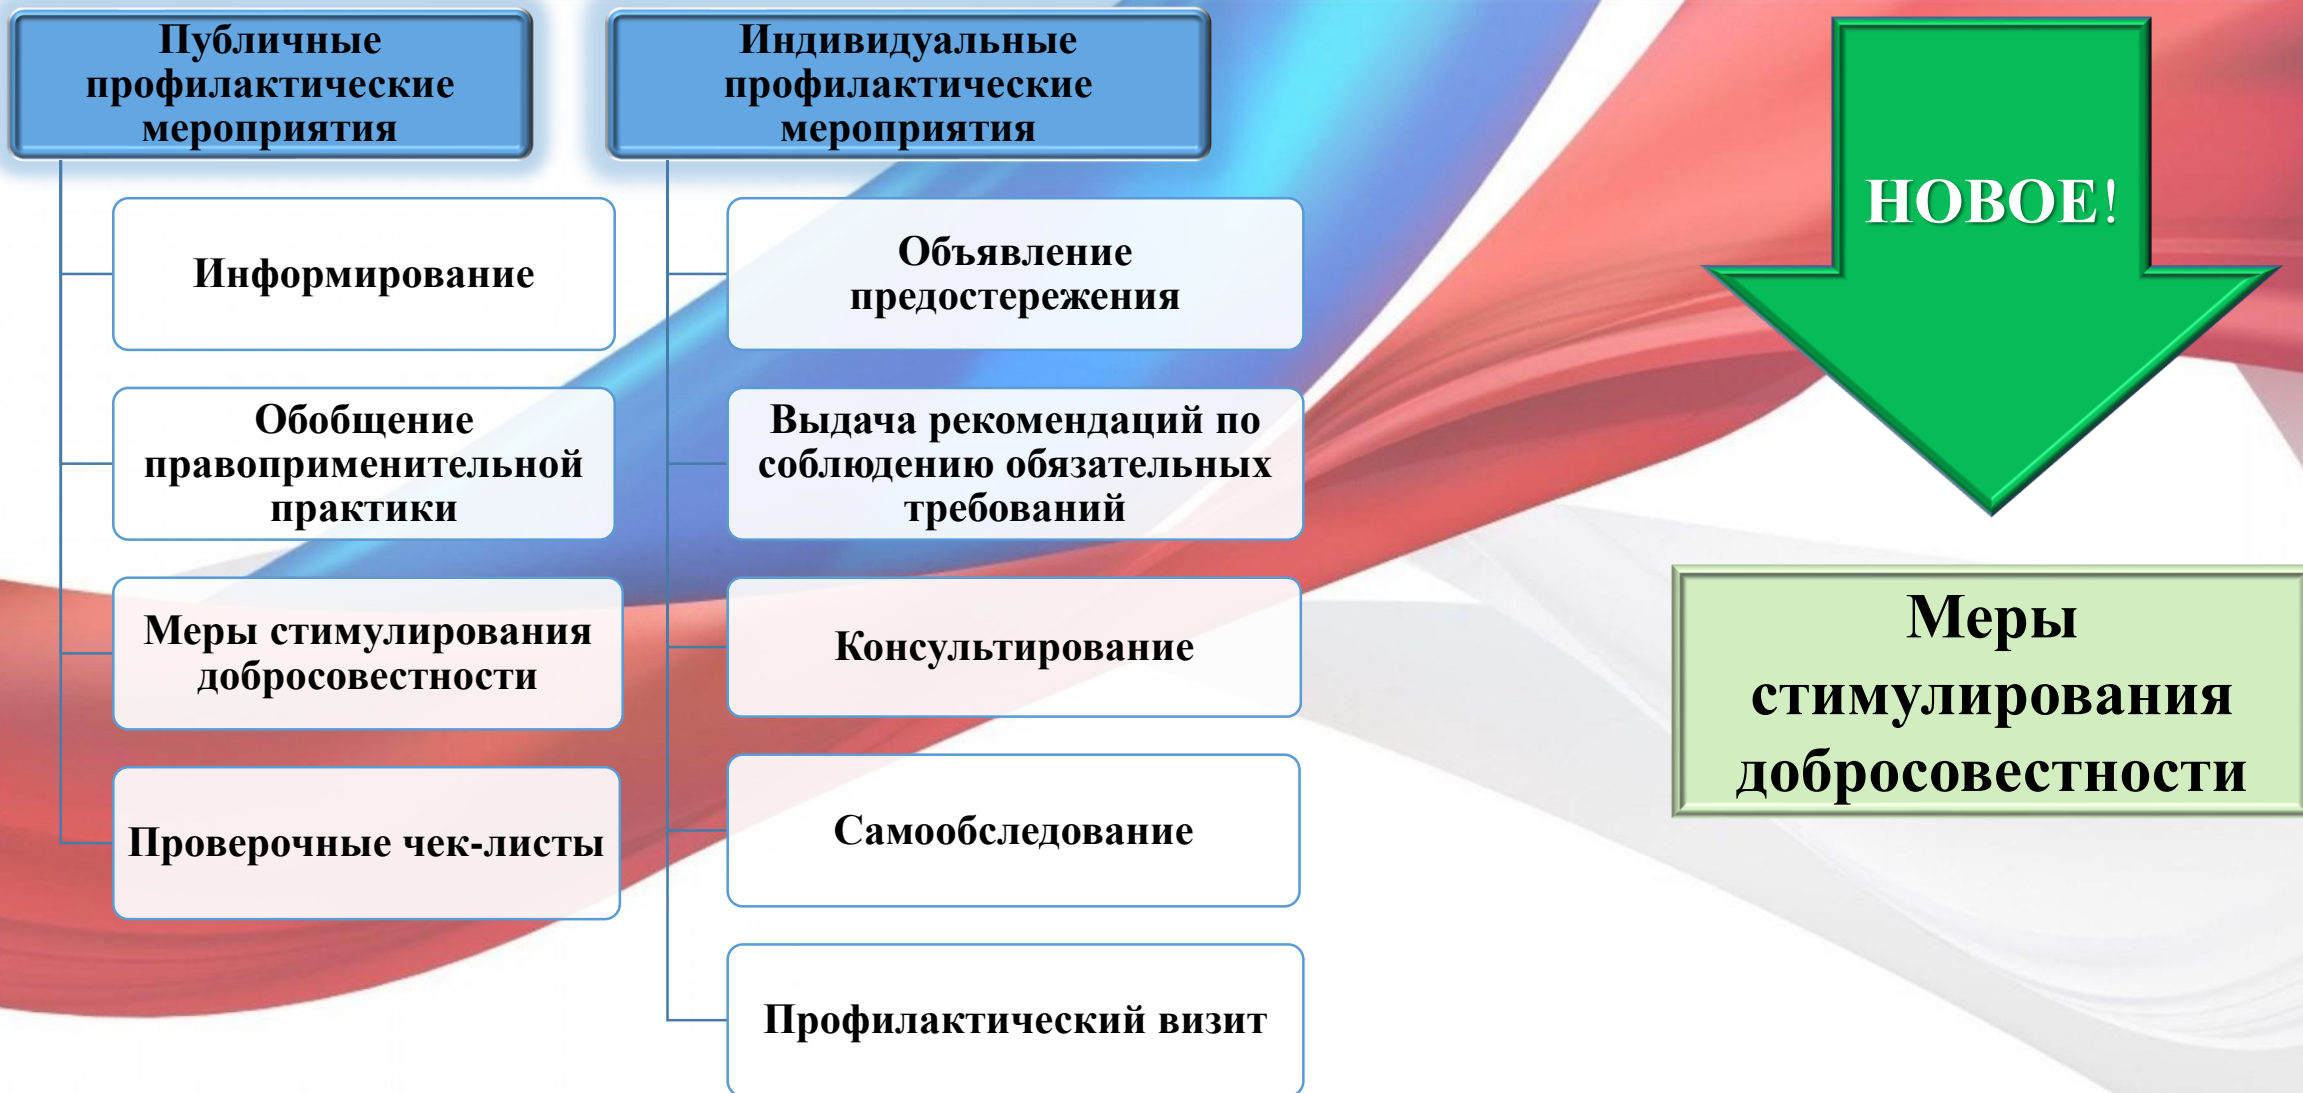 Публичные
профилактические
мероприятия
Информирование
Обобщение
правоприменительной
практики
Меры стимулирования
добросовестности
Проверочные чек-листы
Индивидуальные
профилактические
мероприятия
Объявление
предостережения
Выдача рекомендаций по
соблюдению обязательных
требований
Консультирование
Самообследование
Профилактический визит
НОВОЕ!
Меры
стимулирования
добросовестности